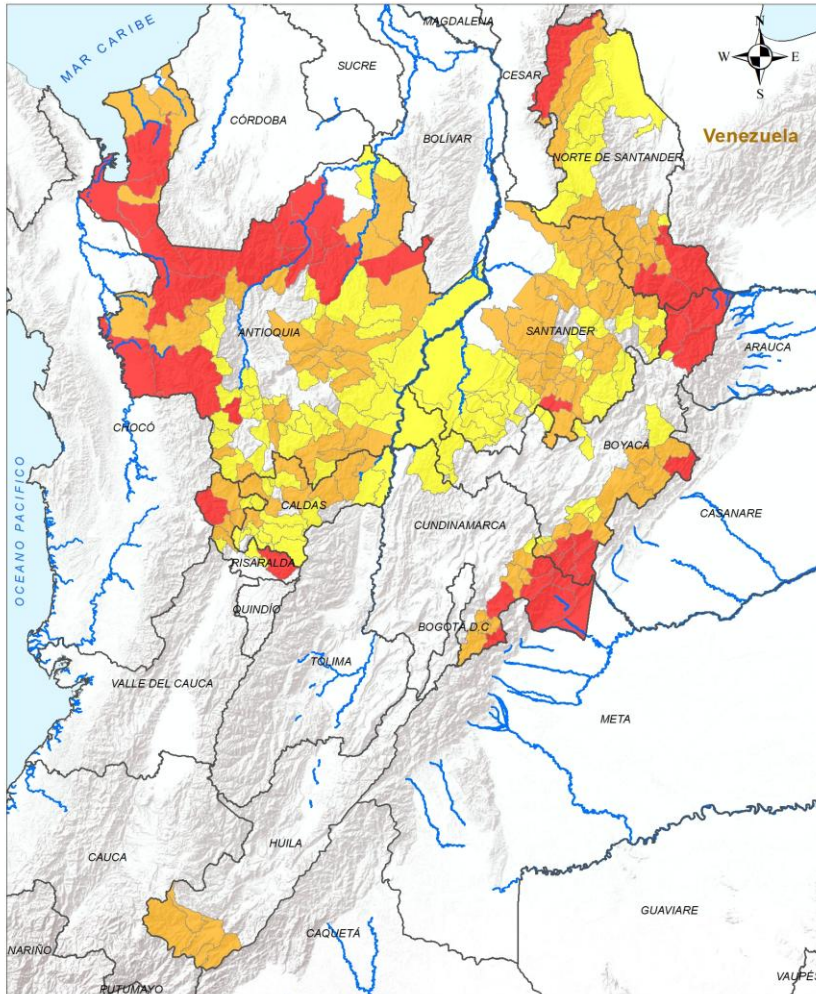 MAGDALENA
N
W
E
S
MAR CARIBE
SUCRE
CESAR
CÓRDOBA
BOLÍVAR
Venezuela
NORTE DE SANTANDER
ANTIOQUIA
SANTANDER
ARAUCA
CHOCÓ
BOYACÁ
OCEANO PACIFICO
CALDAS
CASANARE
CUNDINAMARCA
RISARALDA
QUINDÍO
BOGOTÁ, D.C
TOLIMA
VALLE DEL CAUCA
META
HUILA
CAUCA
GUAVIARE
CAQUETÁ
NARIÑO
PUTUMAYO
VAUPÉS